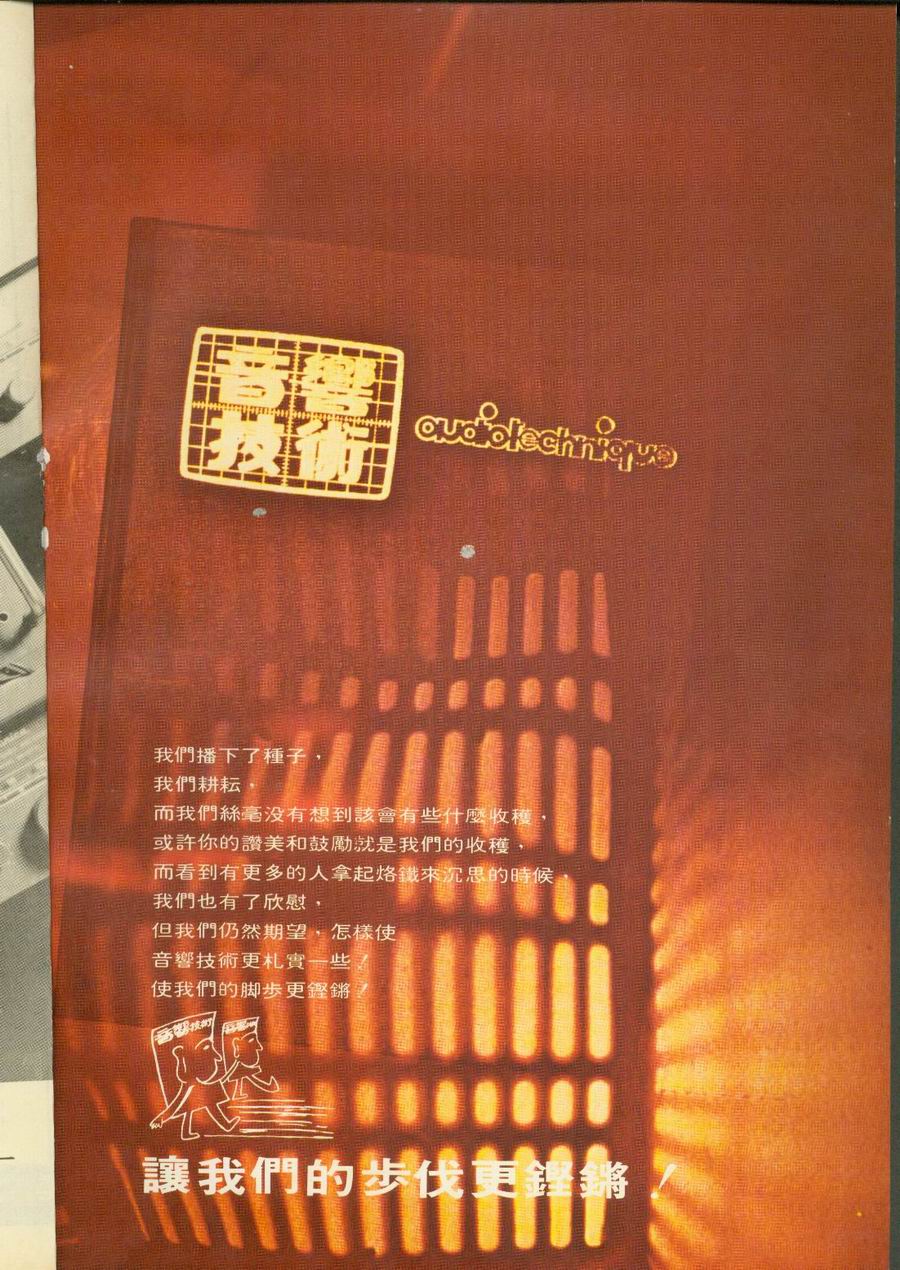 音響
技術
audiotechnique
我們播下了種子，
我們耕耘，
而我們絲毫没有想到該會有些什麼收穫，
或許你的讚美和鼓勵就是我們的收穫，
而看到有更多的人拿起烙鐵來沉思的時候，
我們也有了欣慰，
但我們仍然期望，怎樣使
音響技術更札實一些！
使我們的脚步更鏗鏘！
音響技術
讓我們的步伐更鏗鏘！